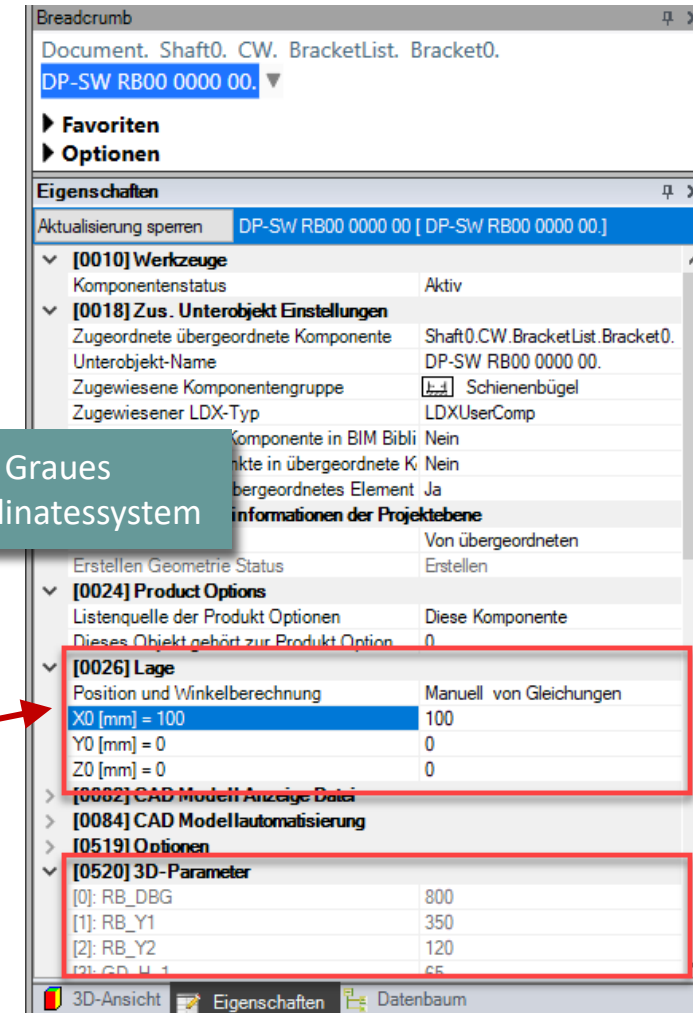 Breadcrumb
Document. Shaft0. CW. BracketList. Bracket0.
DP-SW RB00 0000 00.
Favoriten
Optionen
Eigenschaften
Aktualisierung sperren DP-SW RB00 0000 00 [ DP-SW RB00 0000 00.]
[0010] Werkzeuge
Komponentenstatus Aktiv
[0018] Zus. Unterobjekt Einstellungen
Zugeordnete übergeordnete Komponente Shaft0.CW.BracketList.Bracket0.
Unterobjekt-Name DP-SW RB00 0000 00.
Zugewiesene Komponentengruppe Schienenbügel
Zugewiesener LDX-Typ LDXUserComp
Komponente in BIM Bibli Nein
nkte in übergeordnete K Nein
bergeordnetes Element Ja
Graues
linatessystem
informationen der Projektebene
Von übergeordneten
Erstellen Geometrie Status Erstellen
[0024] Product Options
Listenquelle der Produkt Optionen Diese Komponente
Dieses Objekt gehört zur Produkt Option 0
[0026] Lage
Position und Winkelberechnung Manuell von Gleichungen
X0 [mm] = 100 100
Y0 [mm] = 0 0
Z0 [mm] = 0 0
[0082] CAD Modell Anzeige Datei
[0084] CAD Modellautomatisierung
[0519] Optionen
[0520] 3D-Parameter
[0]: RB_DBG 800
[1]: RB_Y1 350
[2]: RB_Y2 120
[3]: GD_H_1 65
3D-Ansicht Eigenschaften Datenbaum